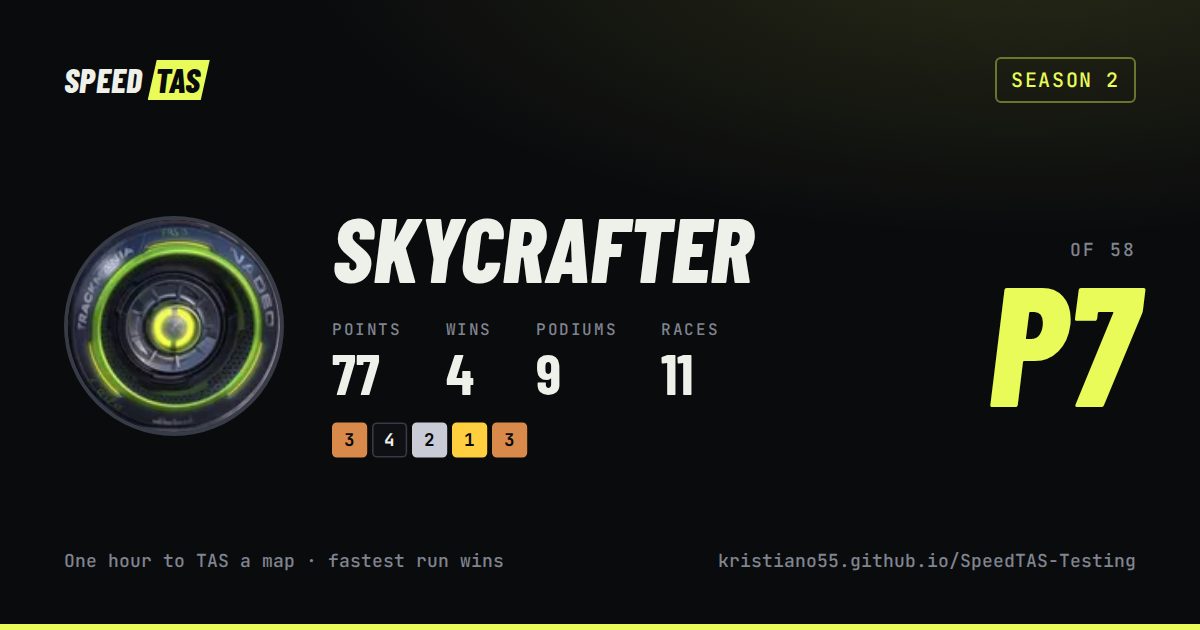 SPEED TAS
SEASON 2
TRACKMANIA
SKYCRAFTER
OF 58
P7
POINTS WINS PODIUMS RACES
77 4 9 11
3 4 2 1 3
One hour to TAS a map · fastest run wins
kristiano55.github.io/SpeedTAS-Testing